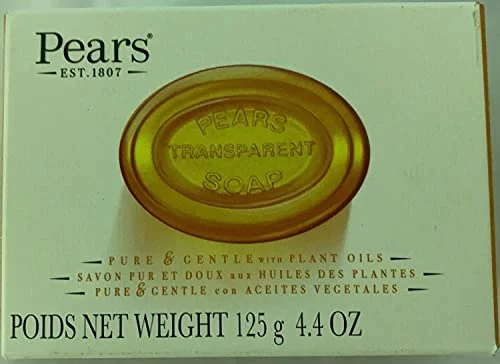 Pears®
EST. 1807
PEARS
TRANSPARENT
SOAP
PURE & GENTLE with PLANT OILS
SAVON PUR ET DOUX aux HUILES DES PLANTES
PURE & GENTLE con ACEITES VEGETALES
POIDS NET WEIGHT 125 g 4.4 OZ